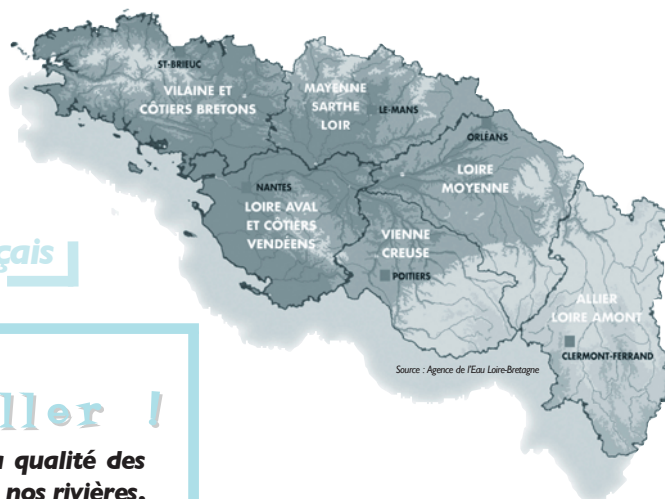 ST-BRIEUC
VILAINE ET
CÔTIERS BRETONS
MAYENNE
SARTHE
LOIR
LE-MANS
ORLÉANS
LOIRE
MOYENNE
NANTES
LOIRE AVAL
ET CÔTIERS
VENDÉENS
VIENNE
CREUSE
POITIERS
ALLIER
LOIRE AMONT
CLERMONT-FERRAND
Source : Agence de l'Eau Loire-Bretagne
çais
ller !
qualité des
nos rivières.